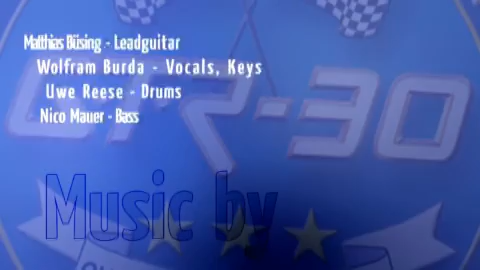 Matthias Büsing - Leadguitar
Wolfram Burda - Vocals, Keys
Uwe Reese - Drums
Nico Mauer - Bass
Music by